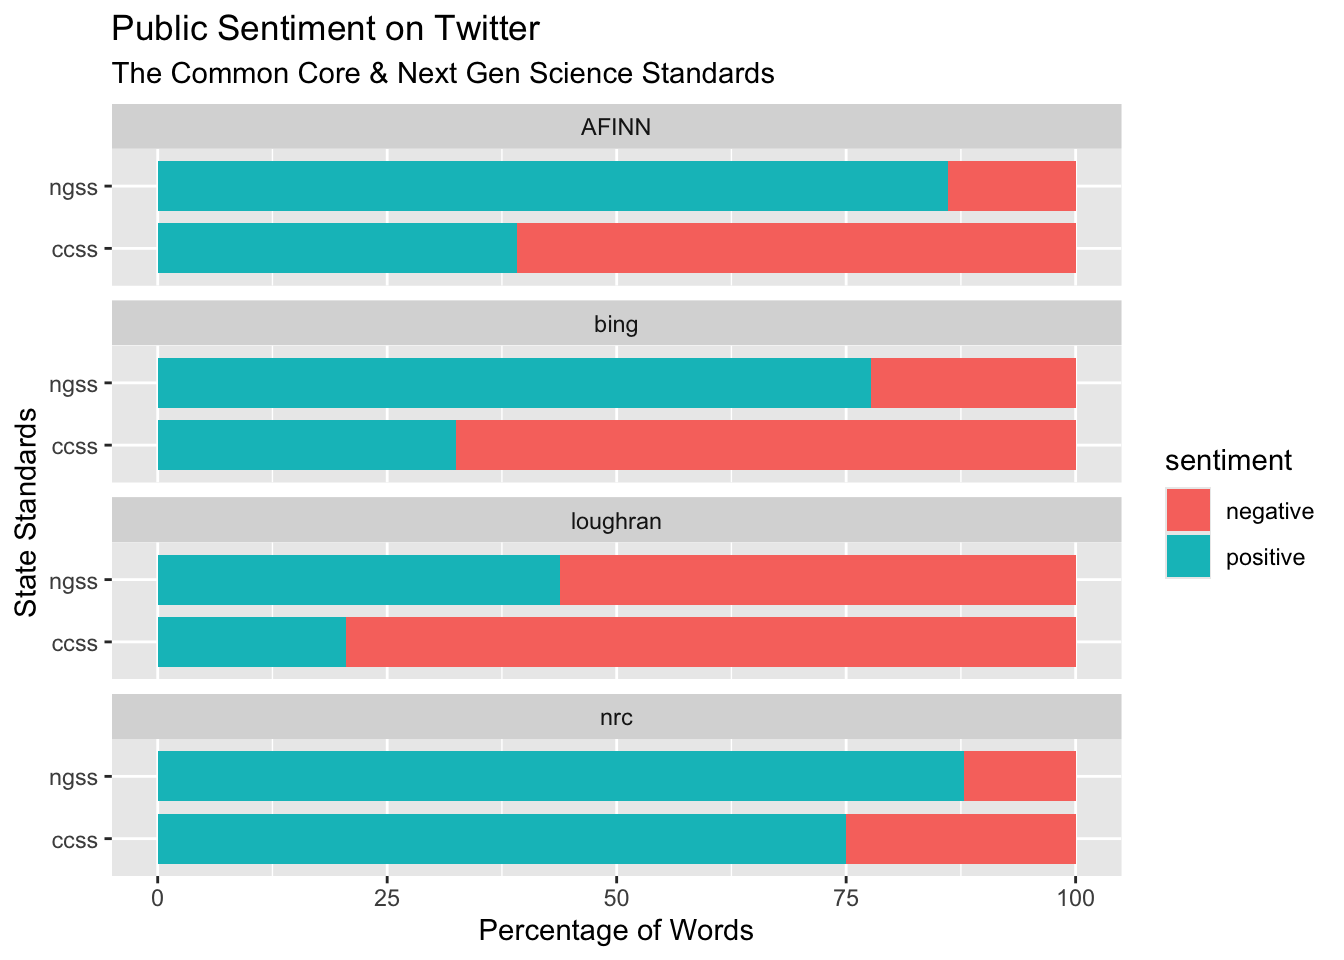 Public Sentiment on Twitter
The Common Core & Next Gen Science Standards
AFINN
ngss
ccss
bing
ngss
ccss
loughran
ngss
ccss
nrc
ngss
ccss
0 25 50 75 100
Percentage of Words
State Standards
sentiment
negative
positive